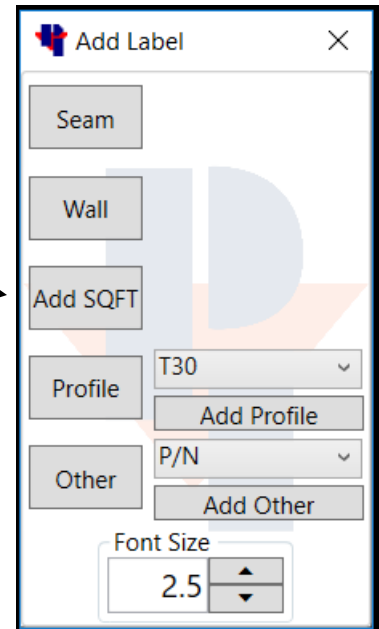 Add Label
Seam
Wall
Add SQFT
Profile
T30
Add Profile
Other
P/N
Add Other
Font Size
2.5